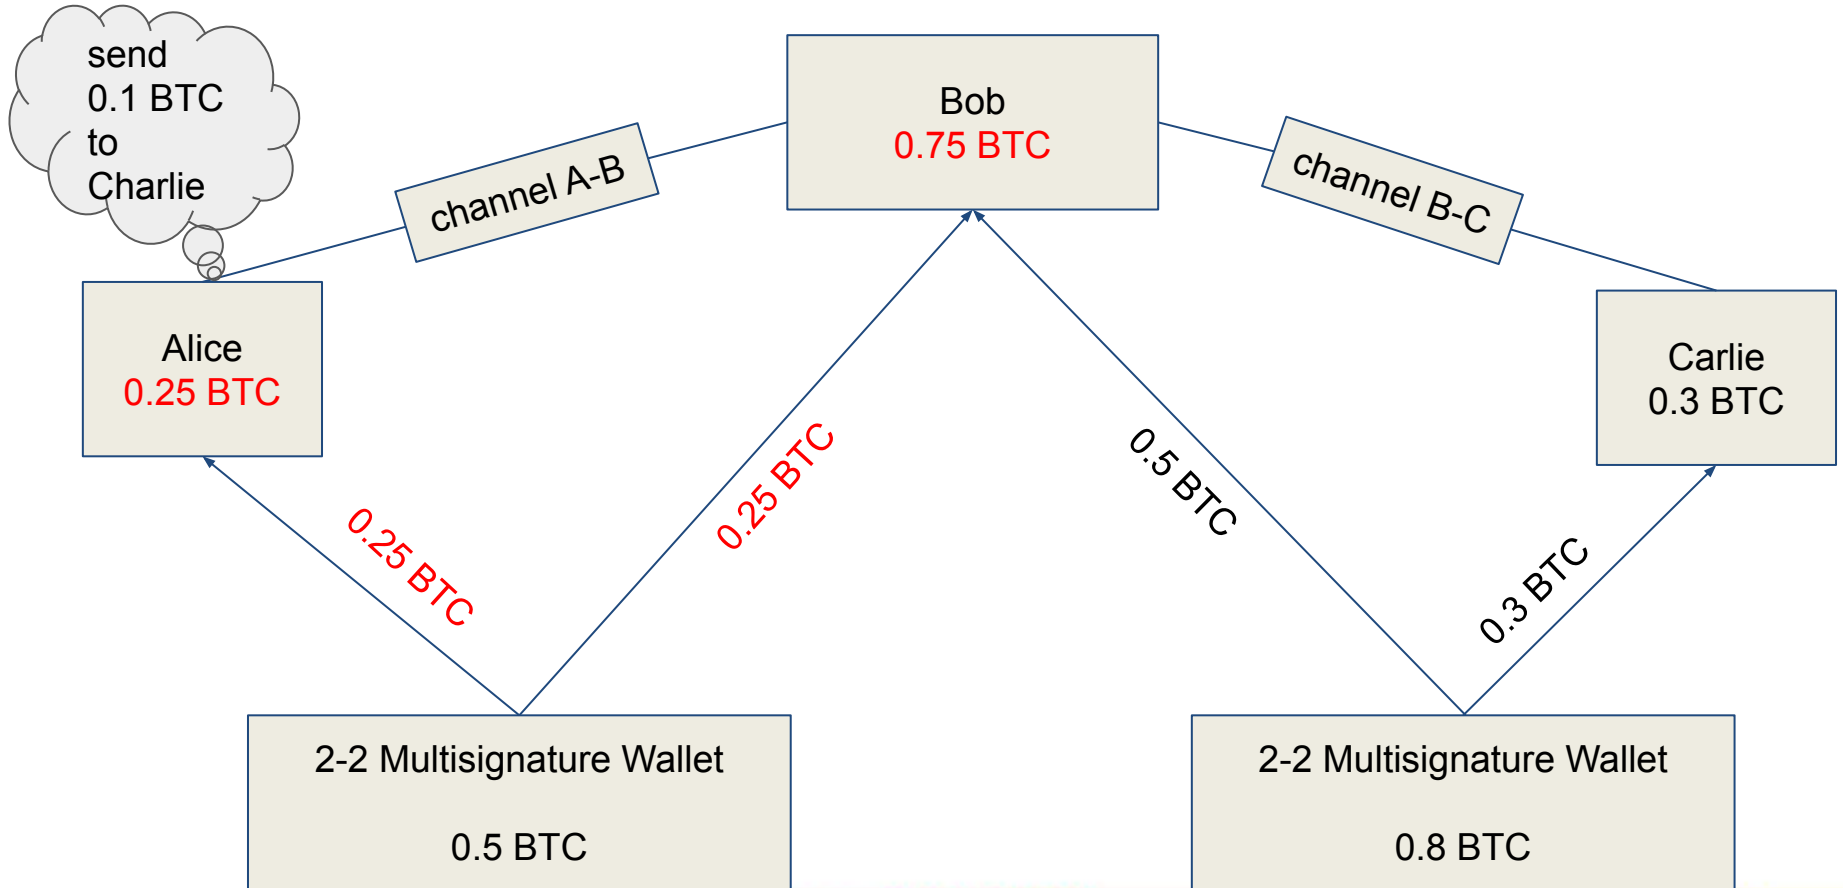 send
0.1 BTC
to
Charlie
Bob
0.75 BTC
channel A-B
channel B-C
Alice
0.25 BTC
Carlie
0.3 BTC
0.25 BTC
0.25 BTC
0.5 BTC
0.3 BTC
2-2 Multisignature Wallet
0.5 BTC
2-2 Multisignature Wallet
0.8 BTC